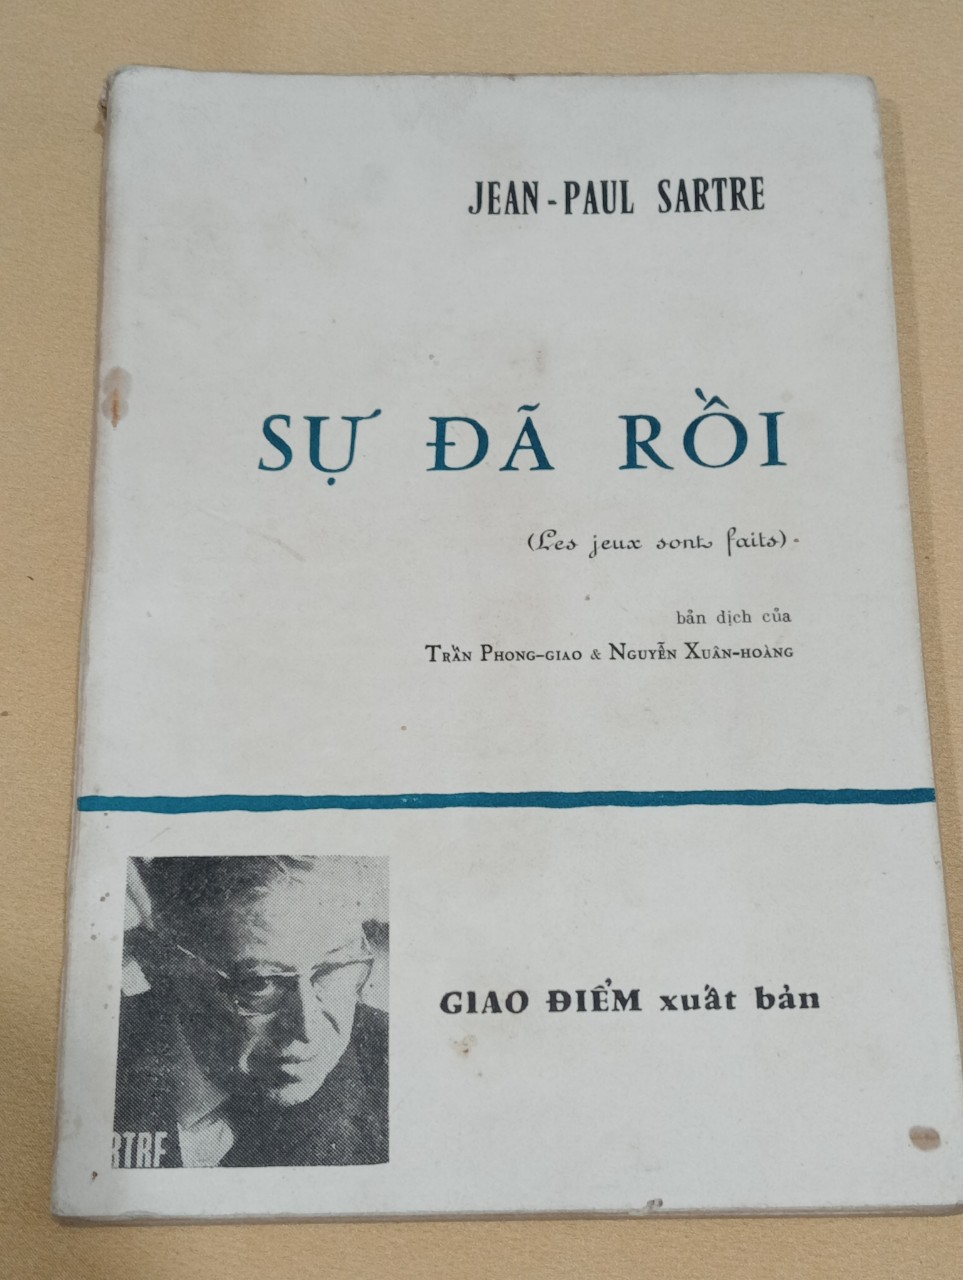 JEAN-PAUL SARTRE
SỰ ĐÃ RỒI
(Les jeux sont faits)
bản dịch của
TRẦN PHONG-GIAO & NGUYỄN XUÂN-HOÀNG
GIAO ĐIỂM xuất bản
RTRE